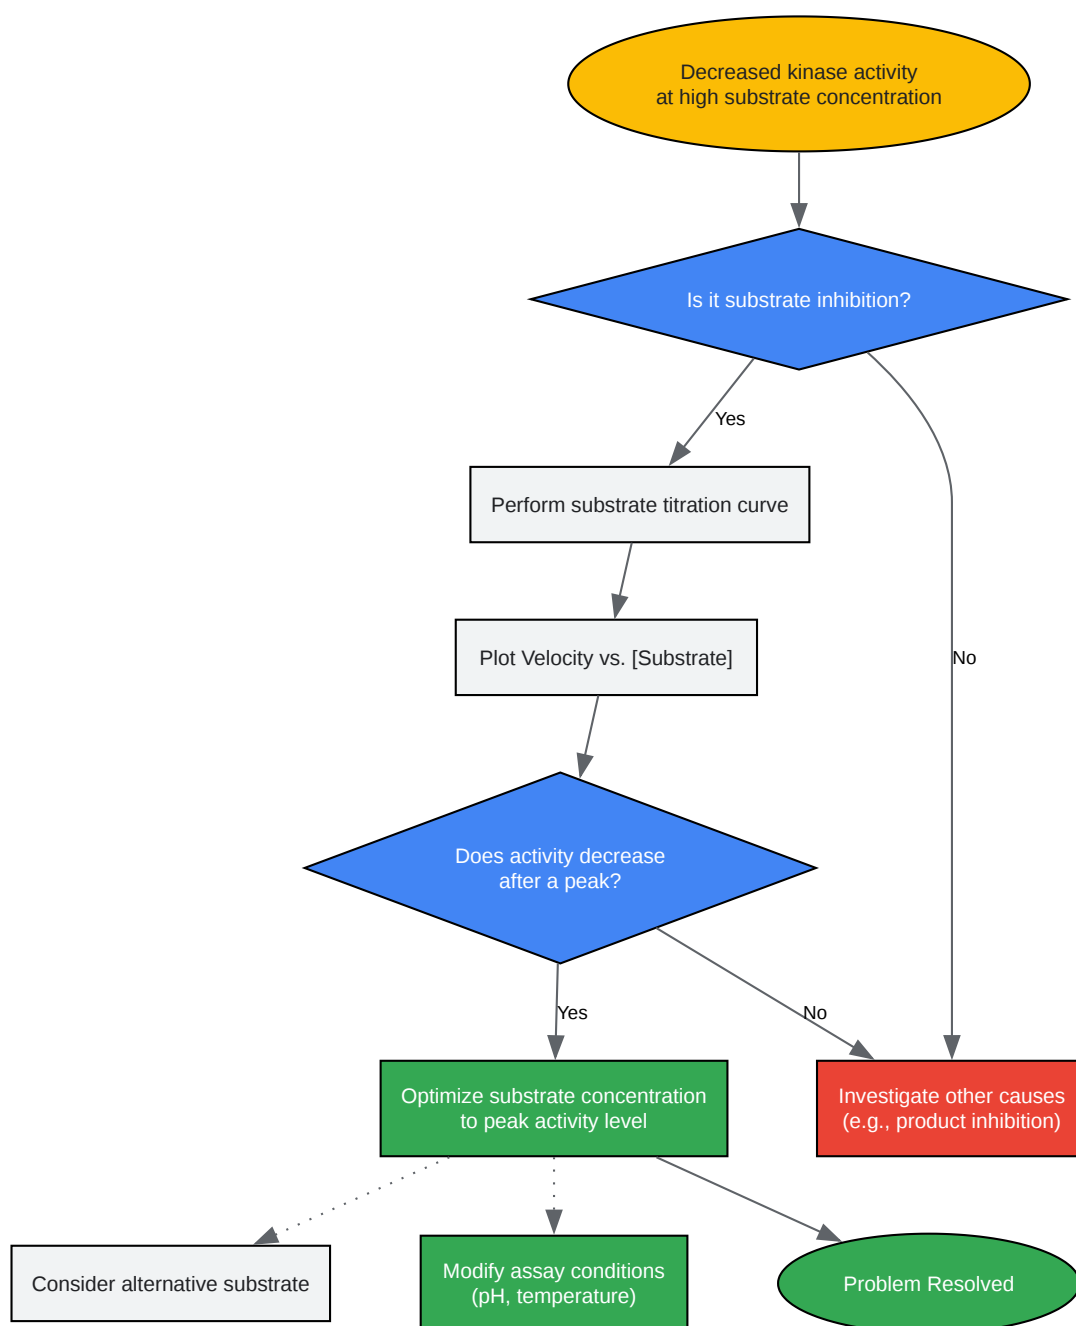 Decreased kinase activity
at high substrate concentration
Is it substrate inhibition?
Yes
Perform substrate titration curve
Plot Velocity vs. [Substrate]
No
Does activity decrease
after a peak?
Yes
No
Optimize substrate concentration
to peak activity level
Investigate other causes
(e.g., product inhibition)
Consider alternative substrate
Modify assay conditions
(pH, temperature)
Problem Resolved